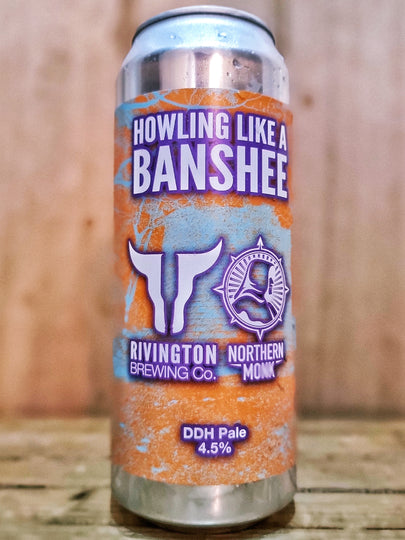 HOWLING LIKE A
BANSHEE
RIVINGTON
BREWING Co.
NORTHERN
MONK
DDH Pale
4.5%